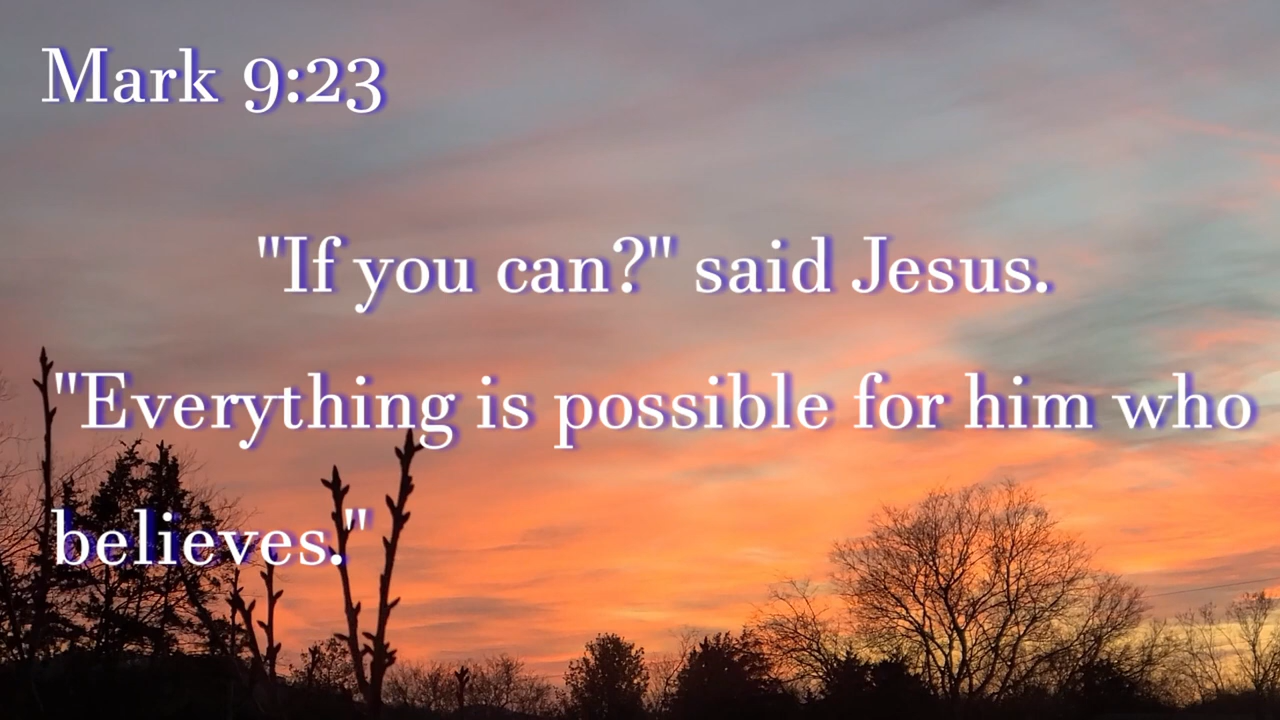 Mark 9:23
"If you can?" said Jesus.
"Everything is possible for him who
believes."